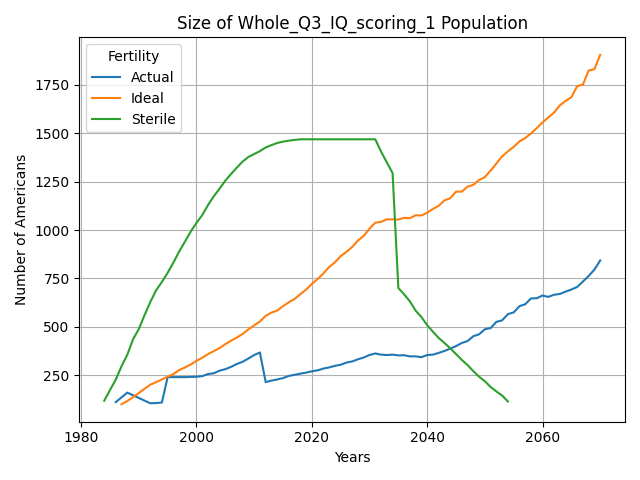 Size of Whole_Q3_IQ_scoring_1 Population
Fertility
Actual
Ideal
Sterile
Number of Americans
1750
1500
1250
1000
750
500
250
1980
2000
2020
2040
2060
Years